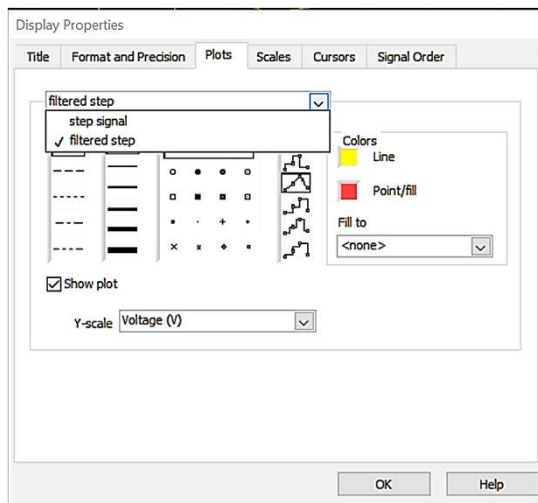 Display Properties
Title Format and Precision Plots Scales Cursors Signal Order
filtered step
step signal
✓ filtered step
Colors
Line
Point/fill
Fill to
<none>
Show plot
Y-scale Voltage (V)
OK Help